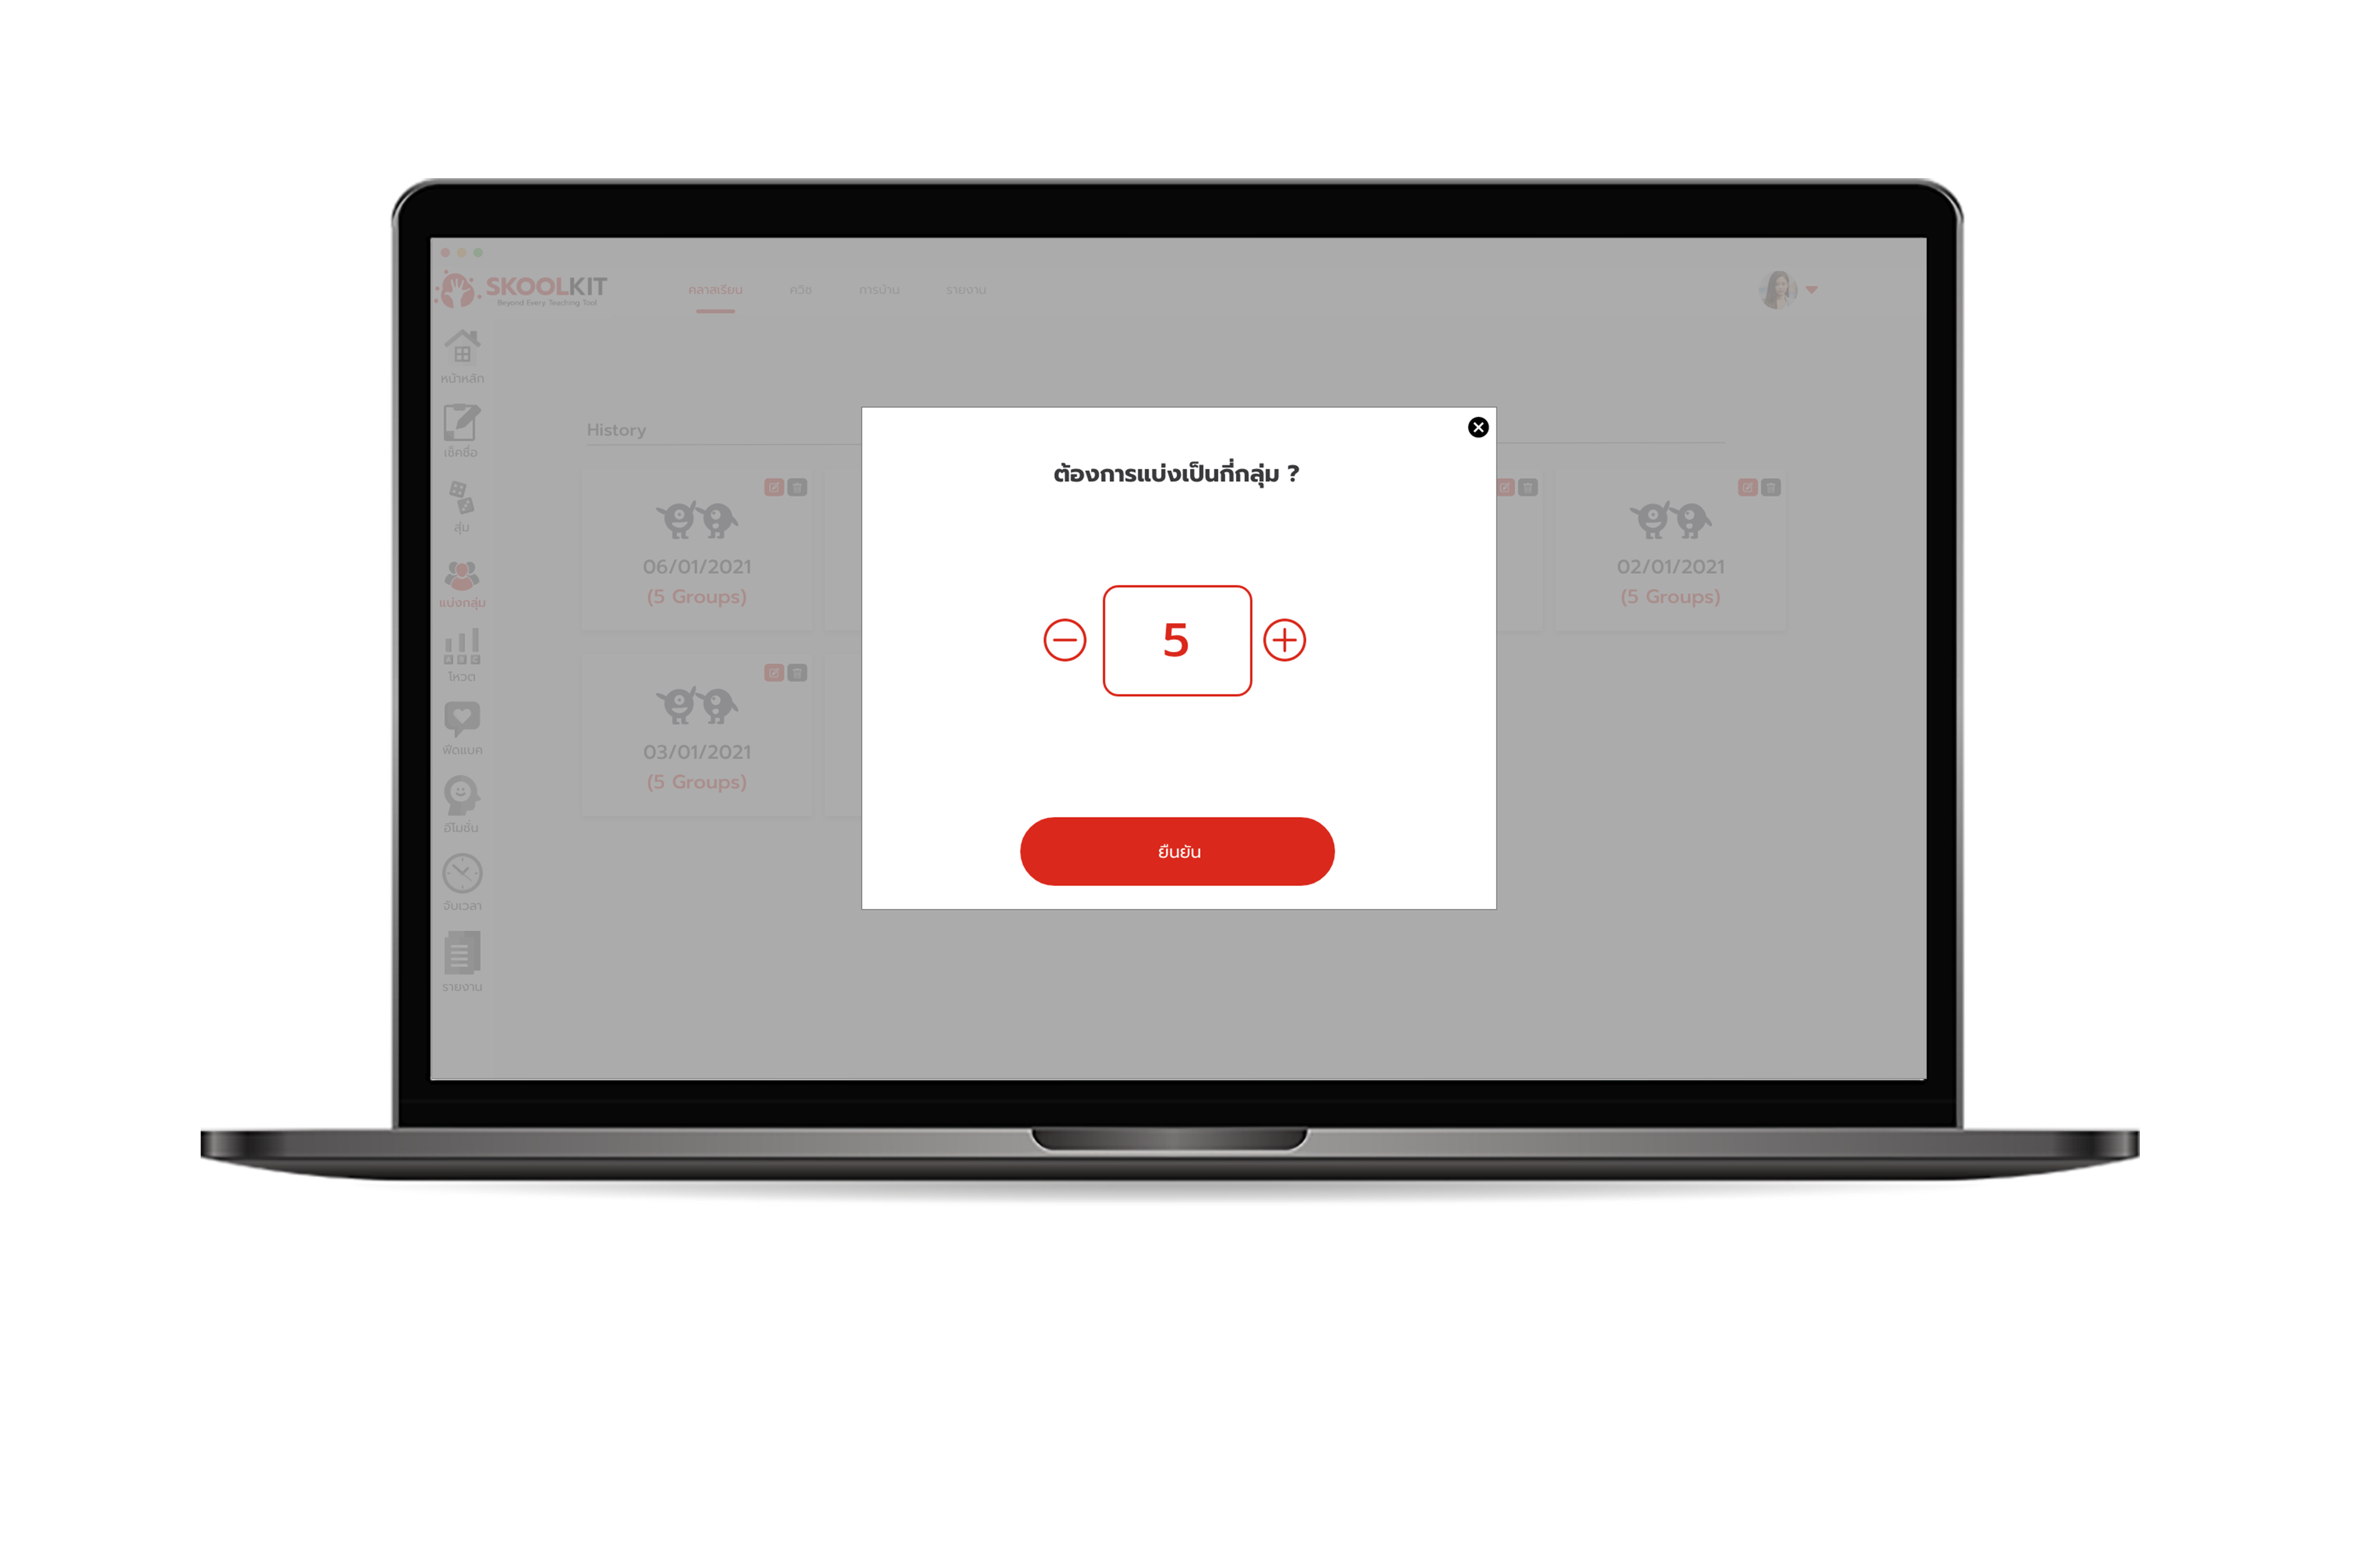 SKOOLKIT
Beyond Every Teaching Tool
คลาสเรียน
ควิซ
การบ้าน
รายงาน
หน้าหลัก
เช็คชื่อ
สุ่ม
แบ่งกลุ่ม
โหวต
A B C
ฟีดแบค
อีโมชั่น
จับเวลา
รายงาน
History
06/01/2021
(5 Groups)
02/01/2021
(5 Groups)
03/01/2021
(5 Groups)
ต้องการแบ่งเป็นกี่กลุ่ม ?
5
ยืนยัน